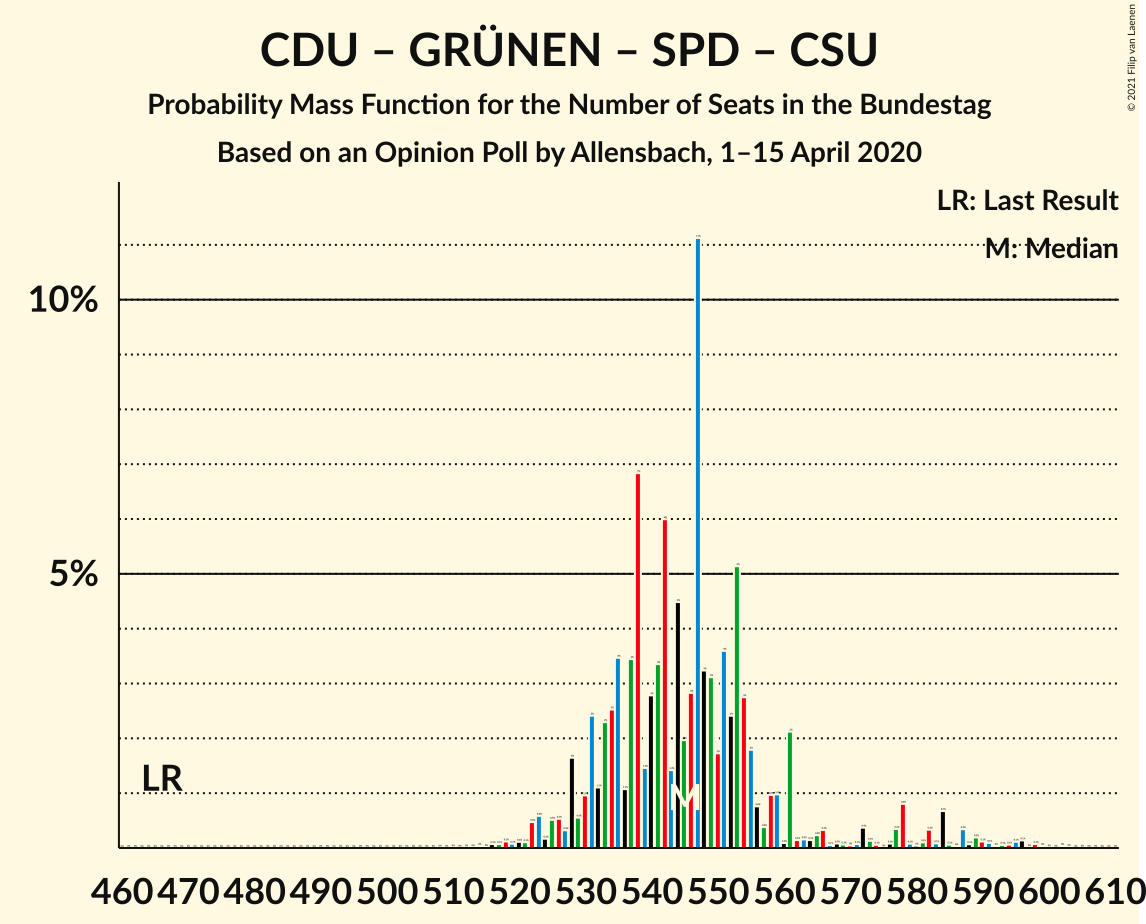 CDU – GRÜNEN – SPD – CSU
Probability Mass Function for the Number of Seats in the Bundestag
Based on an Opinion Poll by Allensbach, 1–15 April 2020
© 2021 Filip van Laenen
LR: Last Result
M: Median
10%
5%
LR
M
460 470 480 490 500 510 520 530 540 550 560 570 580 590 600 610